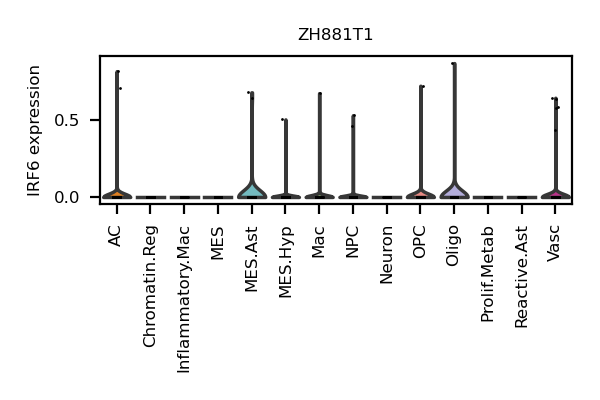 ZH881T1
IRF6 expression
0.5
0.0
AC
Chromatin.Reg
Inflammatory.Mac
MES
MES.Ast
MES.Hyp
Mac
NPC
Neuron
OPC
Oligo
Prolif.Metab
Reactive.Ast
Vasc